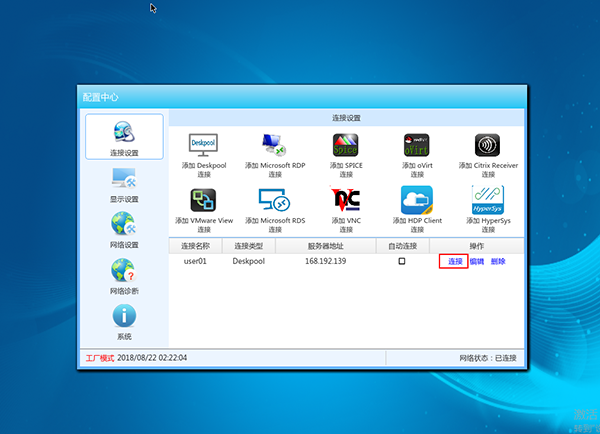 配置中心
连接设置
显示设置
网络设置
网络诊断
系统
连接设置
Deskpool
添加 Deskpool
连接
添加 Microsoft RDP
连接
SPICE
添加 SPICE
连接
oVirt
添加 oVirt
连接
添加 Citrix Receiver
连接
添加 VMware View
连接
添加 Microsoft RDS
连接
VNC
添加 VNC
连接
添加 HDP Client
连接
HyperSys
添加 HyperSys
连接
连接名称 连接类型 服务器地址 自动连接 操作
user01 Deskpool 168.192.139 连接 编辑 删除
工厂模式 2018/08/22 02:22:04 网络状态：已连接
激活